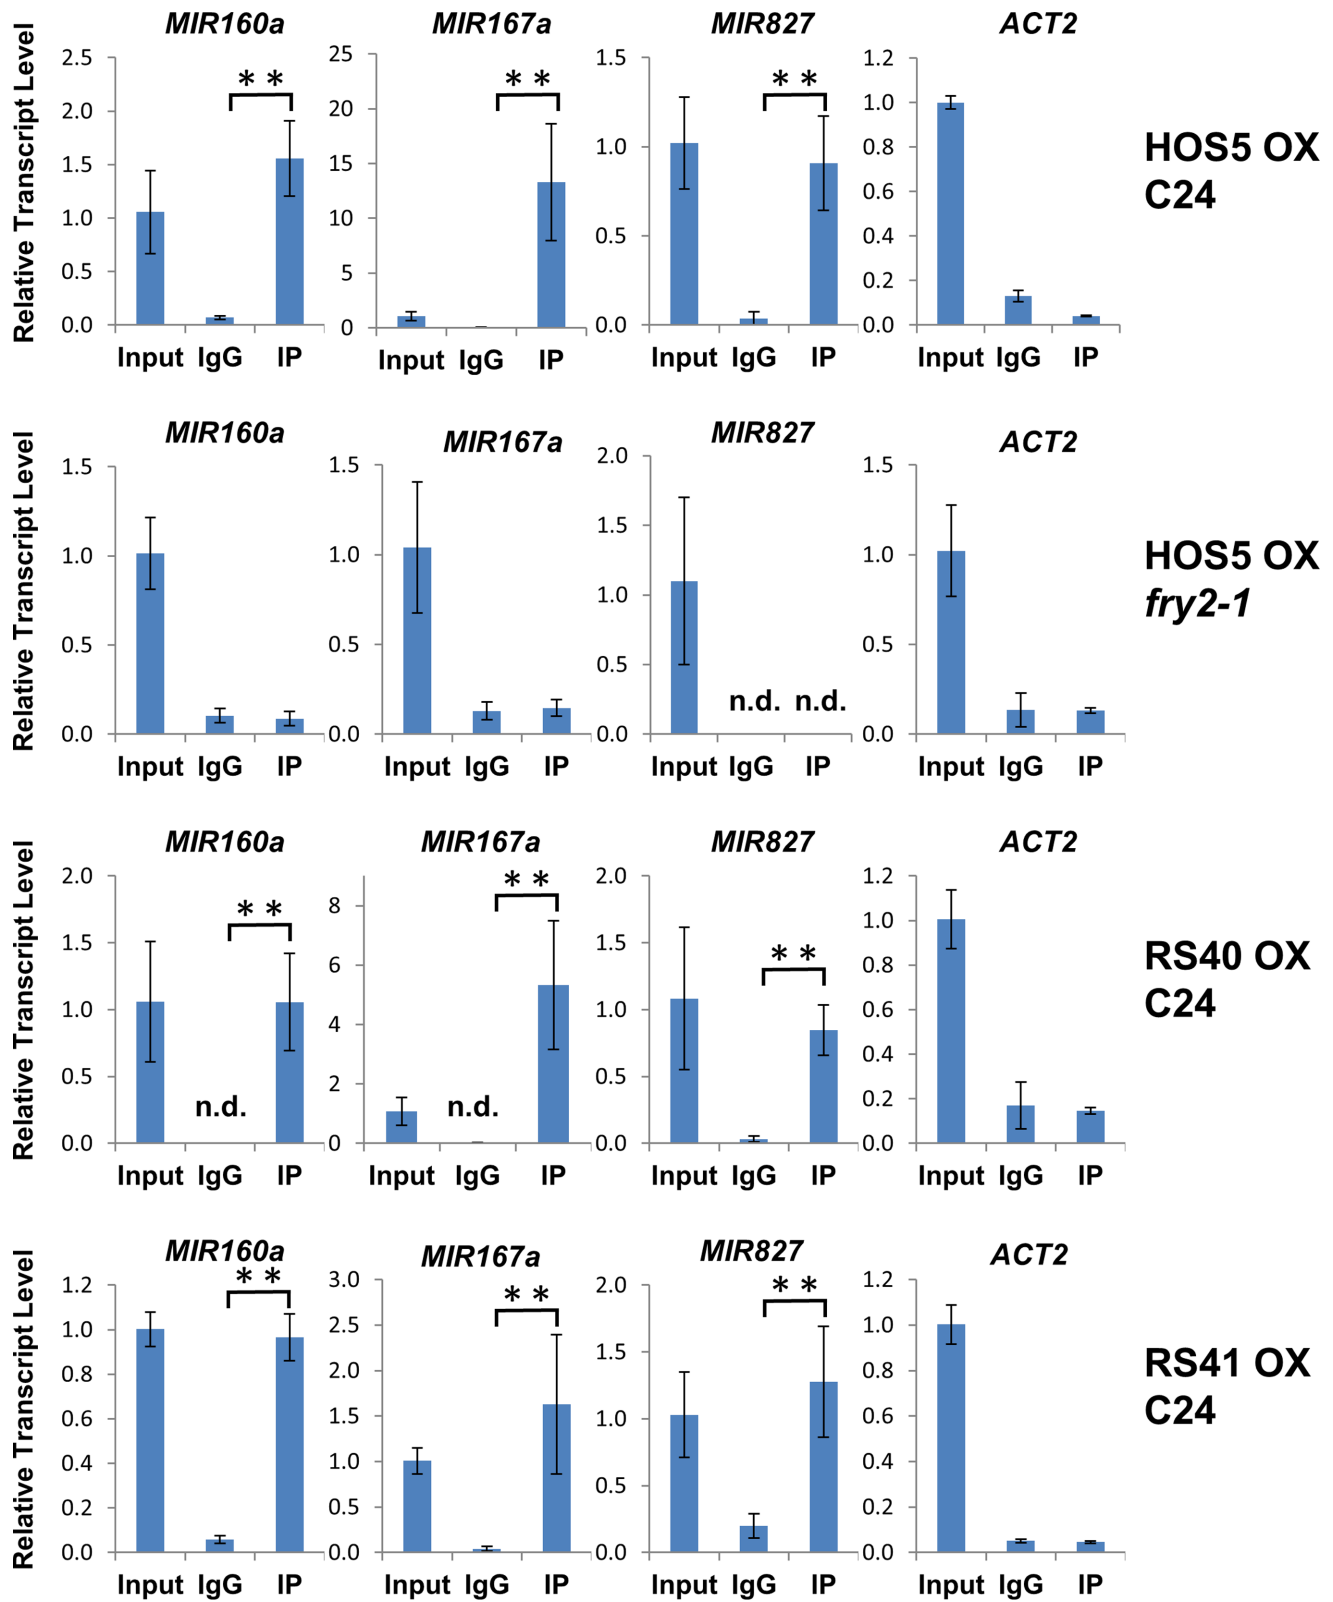 MIR160a MIR167a MIR827 ACT2
Relative Transcript Level
2.5
2.0
1.5
1.0
0.5
0.0
* *
Input IgG IP
25
20
15
10
5
0
* *
Input IgG IP
1.5
1.0
0.5
0.0
* *
Input IgG IP
1.2
1.0
0.8
0.6
0.4
0.2
0.0
Input IgG IP
HOS5 OX
C24
MIR160a MIR167a MIR827 ACT2
Relative Transcript Level
1.5
1.0
0.5
0.0
Input IgG IP
1.5
1.0
0.5
0.0
Input IgG IP
2.0
1.5
1.0
0.5
0.0
n.d. n.d.
Input IgG IP
1.5
1.0
0.5
0.0
Input IgG IP
HOS5 OX
fry2-1
MIR160a MIR167a MIR827 ACT2
Relative Transcript Level
2.0
1.5
1.0
0.5
0.0
* *
n.d.
Input IgG IP
8
6
4
2
0
* *
n.d.
Input IgG IP
2.0
1.5
1.0
0.5
0.0
* *
Input IgG IP
1.2
1.0
0.8
0.6
0.4
0.2
0.0
Input IgG IP
RS40 OX
C24
MIR160a MIR167a MIR827 ACT2
Relative Transcript Level
1.2
1.0
0.8
0.6
0.4
0.2
0.0
* *
Input IgG IP
3.0
2.5
2.0
1.5
1.0
0.5
0.0
* *
Input IgG IP
2.0
1.5
1.0
0.5
0.0
* *
Input IgG IP
1.2
1.0
0.8
0.6
0.4
0.2
0.0
Input IgG IP
RS41 OX
C24